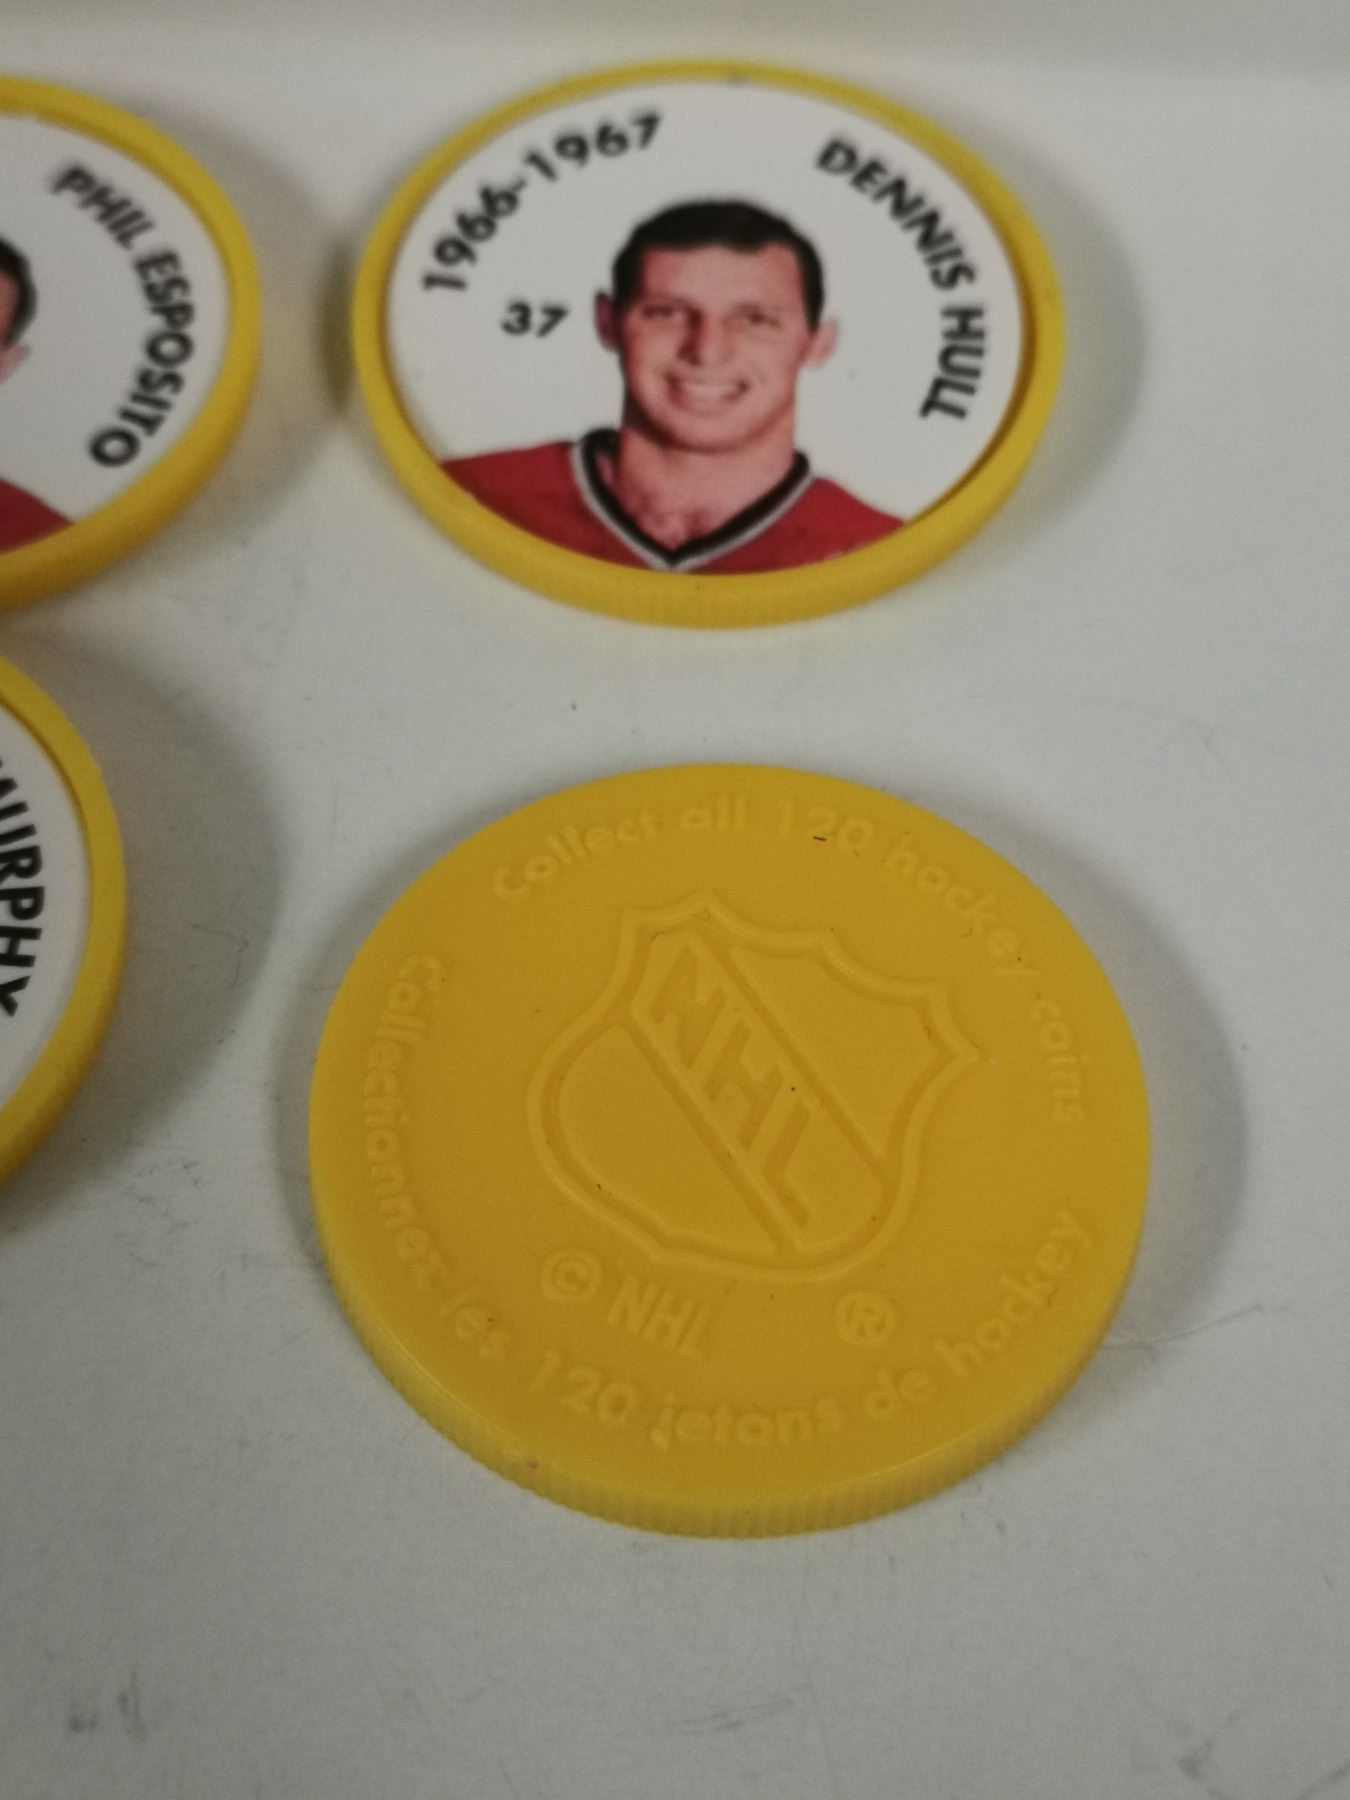 PHIL ESPOSITO
1966-1967
DENNIS HULL
37
MURPHY
Collect all 120 hockey coins
NHL
© NHL ®
Collectionnez les 120 jetons de hockey